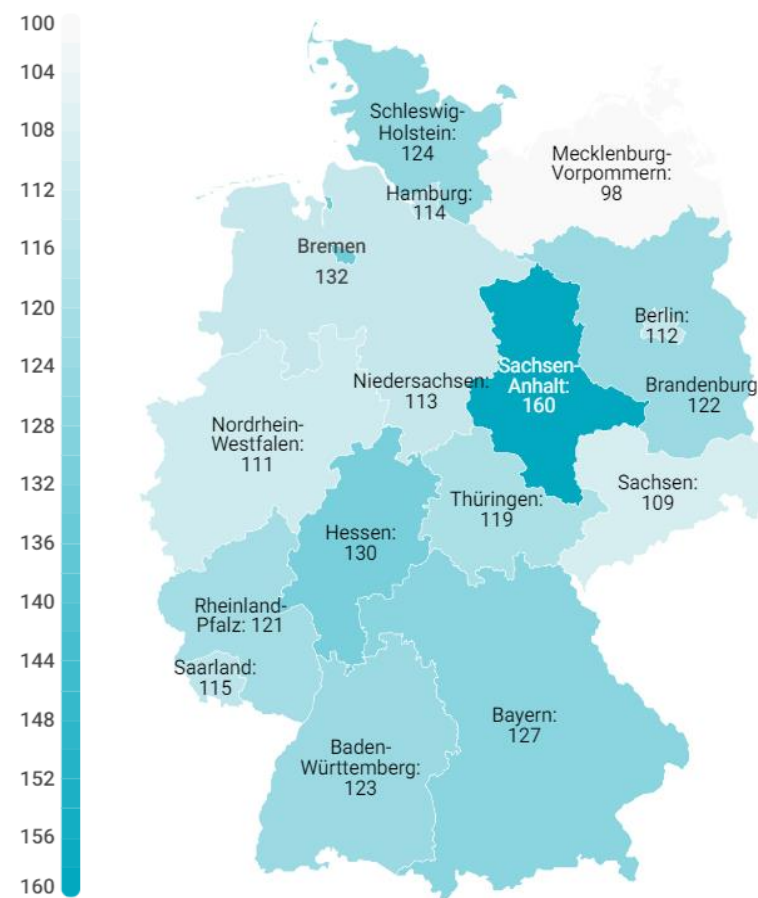 100
104
108
112
116
120
124
128
132
136
140
144
148
152
156
160
Schleswig-
Holstein:
124
Mecklenburg-
Vorpommern:
98
Hamburg:
114
Bremen
132
Berlin:
112
Niedersachsen:
113
Sachsen-
Anhalt:
160
Brandenburg
122
Nordrhein-
Westfalen:
111
Thüringen:
119
Sachsen:
109
Hessen:
130
Rheinland-
Pfalz: 121
Saarland:
115
Bayern:
127
Baden-
Württemberg:
123